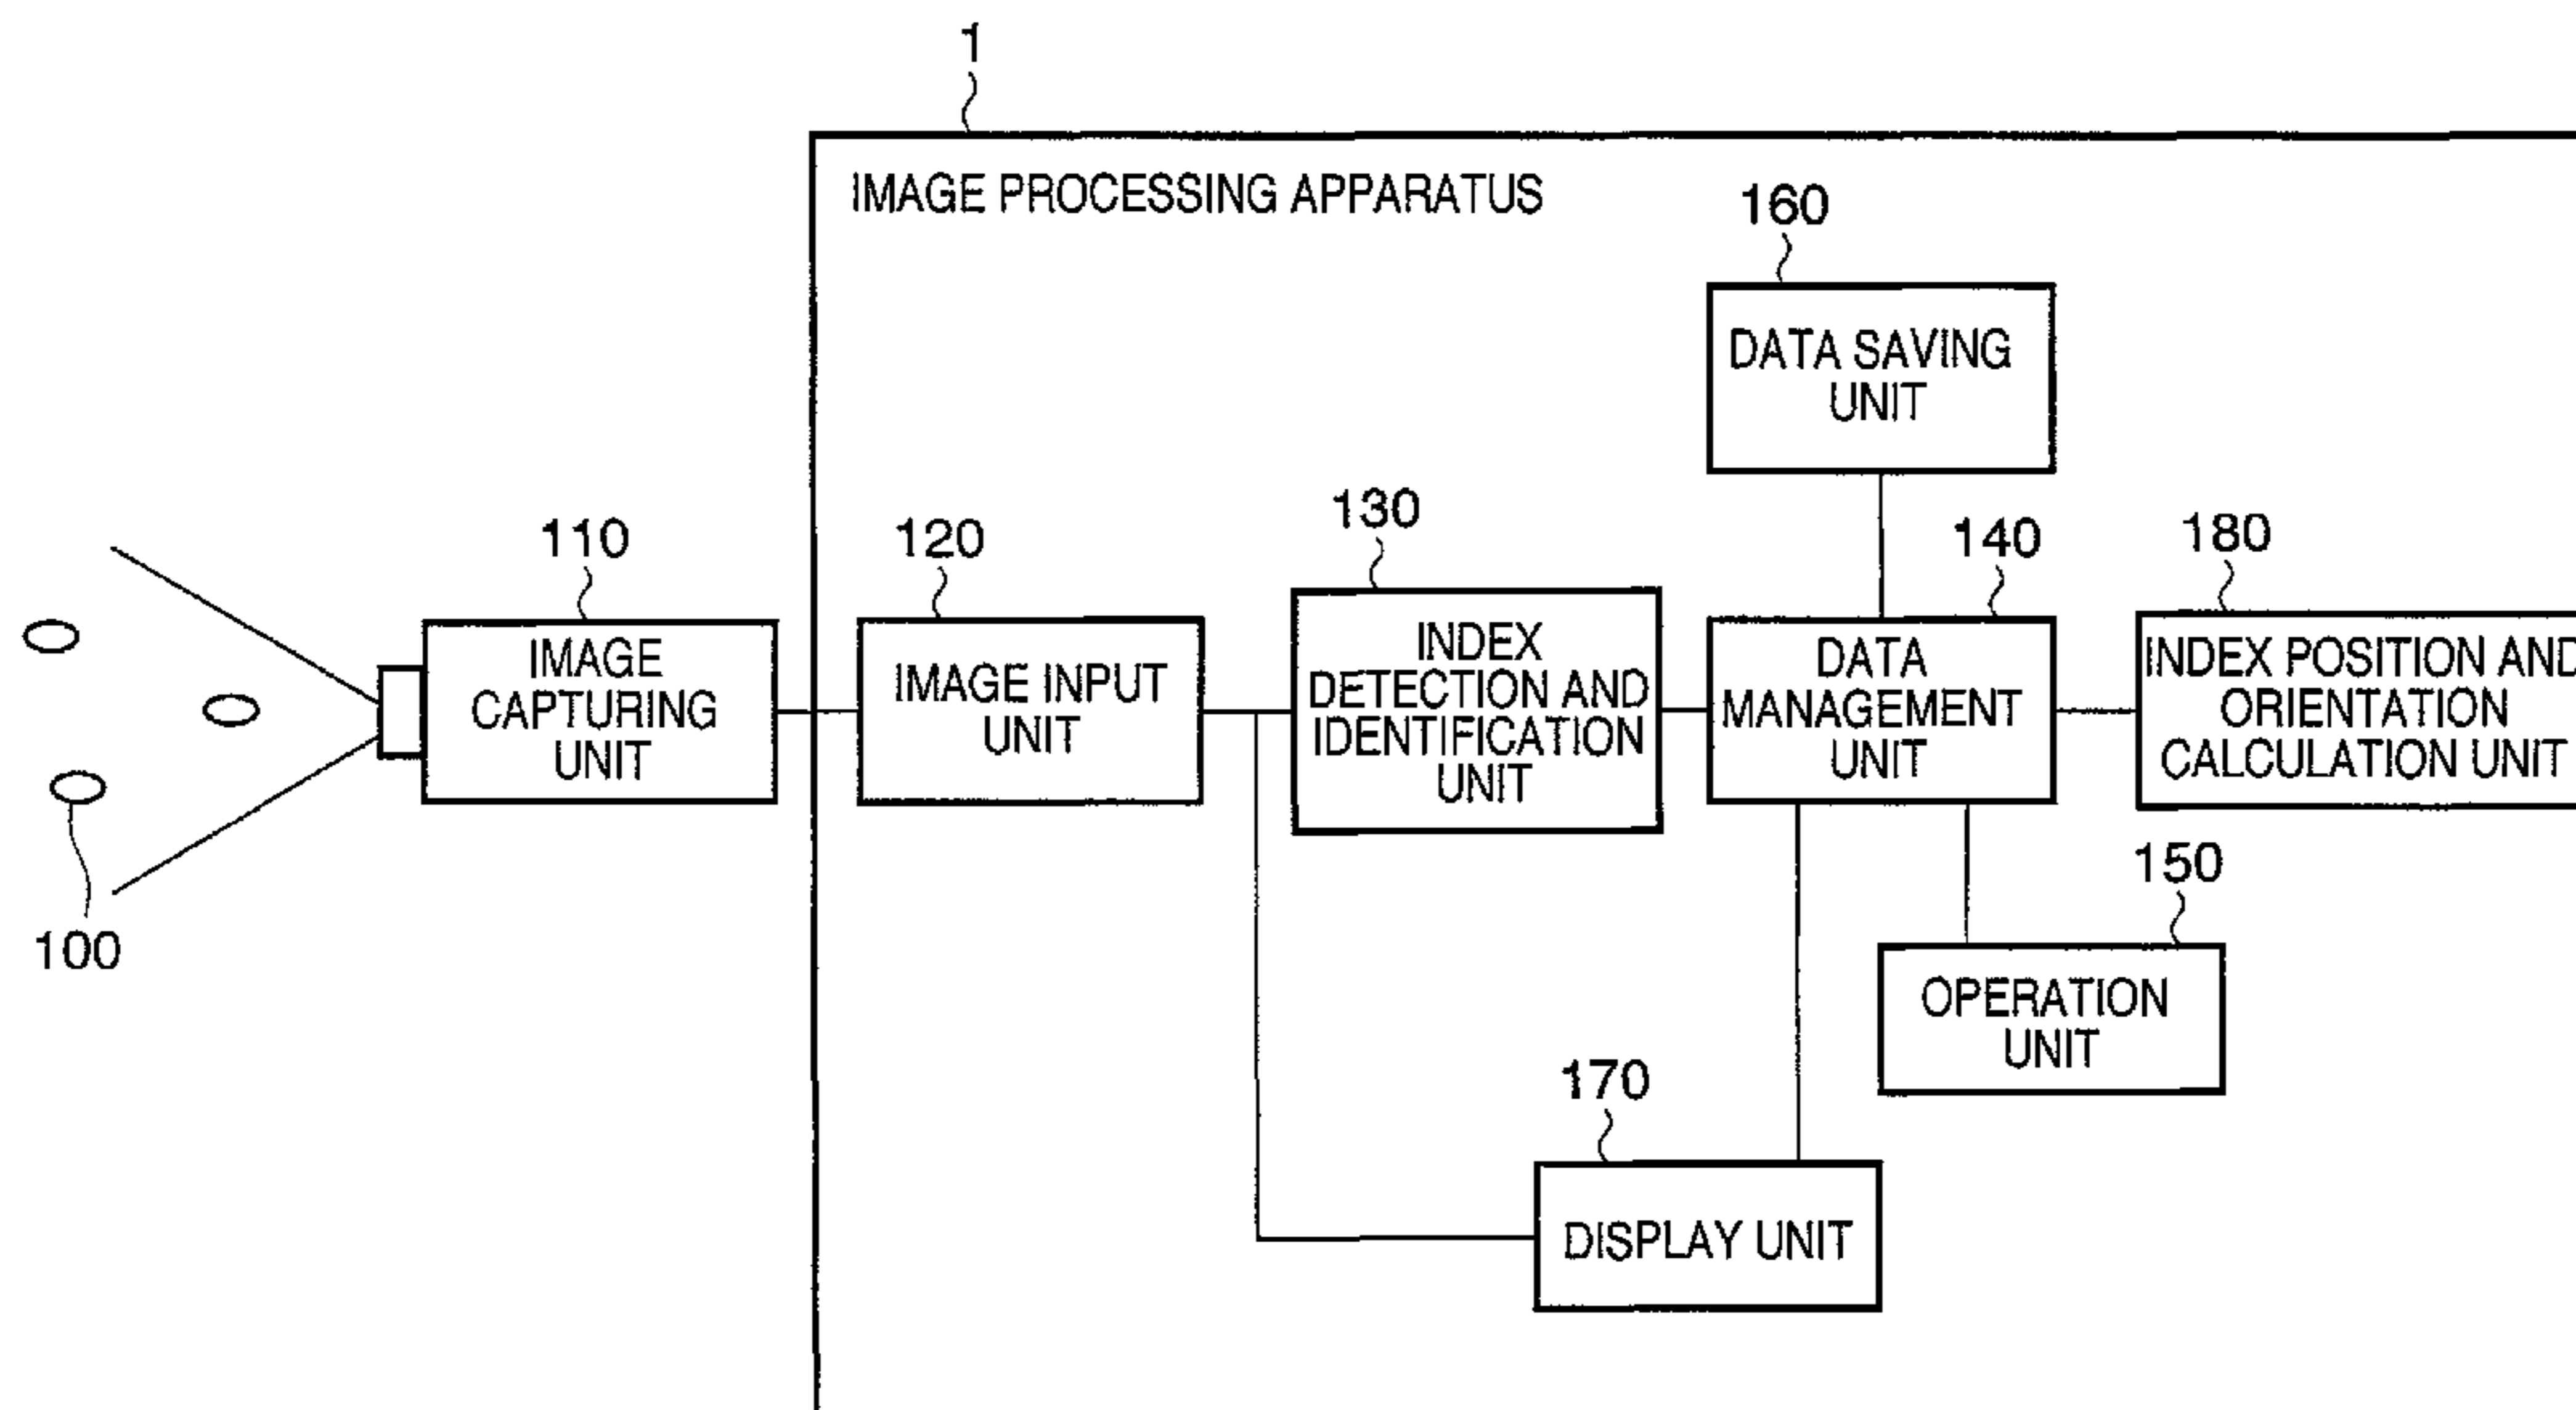 1
IMAGE PROCESSING APPARATUS
160
DATA SAVING
UNIT
110
120
130
140
180
IMAGE
CAPTURING
UNIT
IMAGE INPUT
UNIT
INDEX
DETECTION AND
IDENTIFICATION
UNIT
DATA
MANAGEMENT
UNIT
INDEX POSITION AND
ORIENTATION
CALCULATION UNIT
100
150
OPERATION
UNIT
170
DISPLAY UNIT